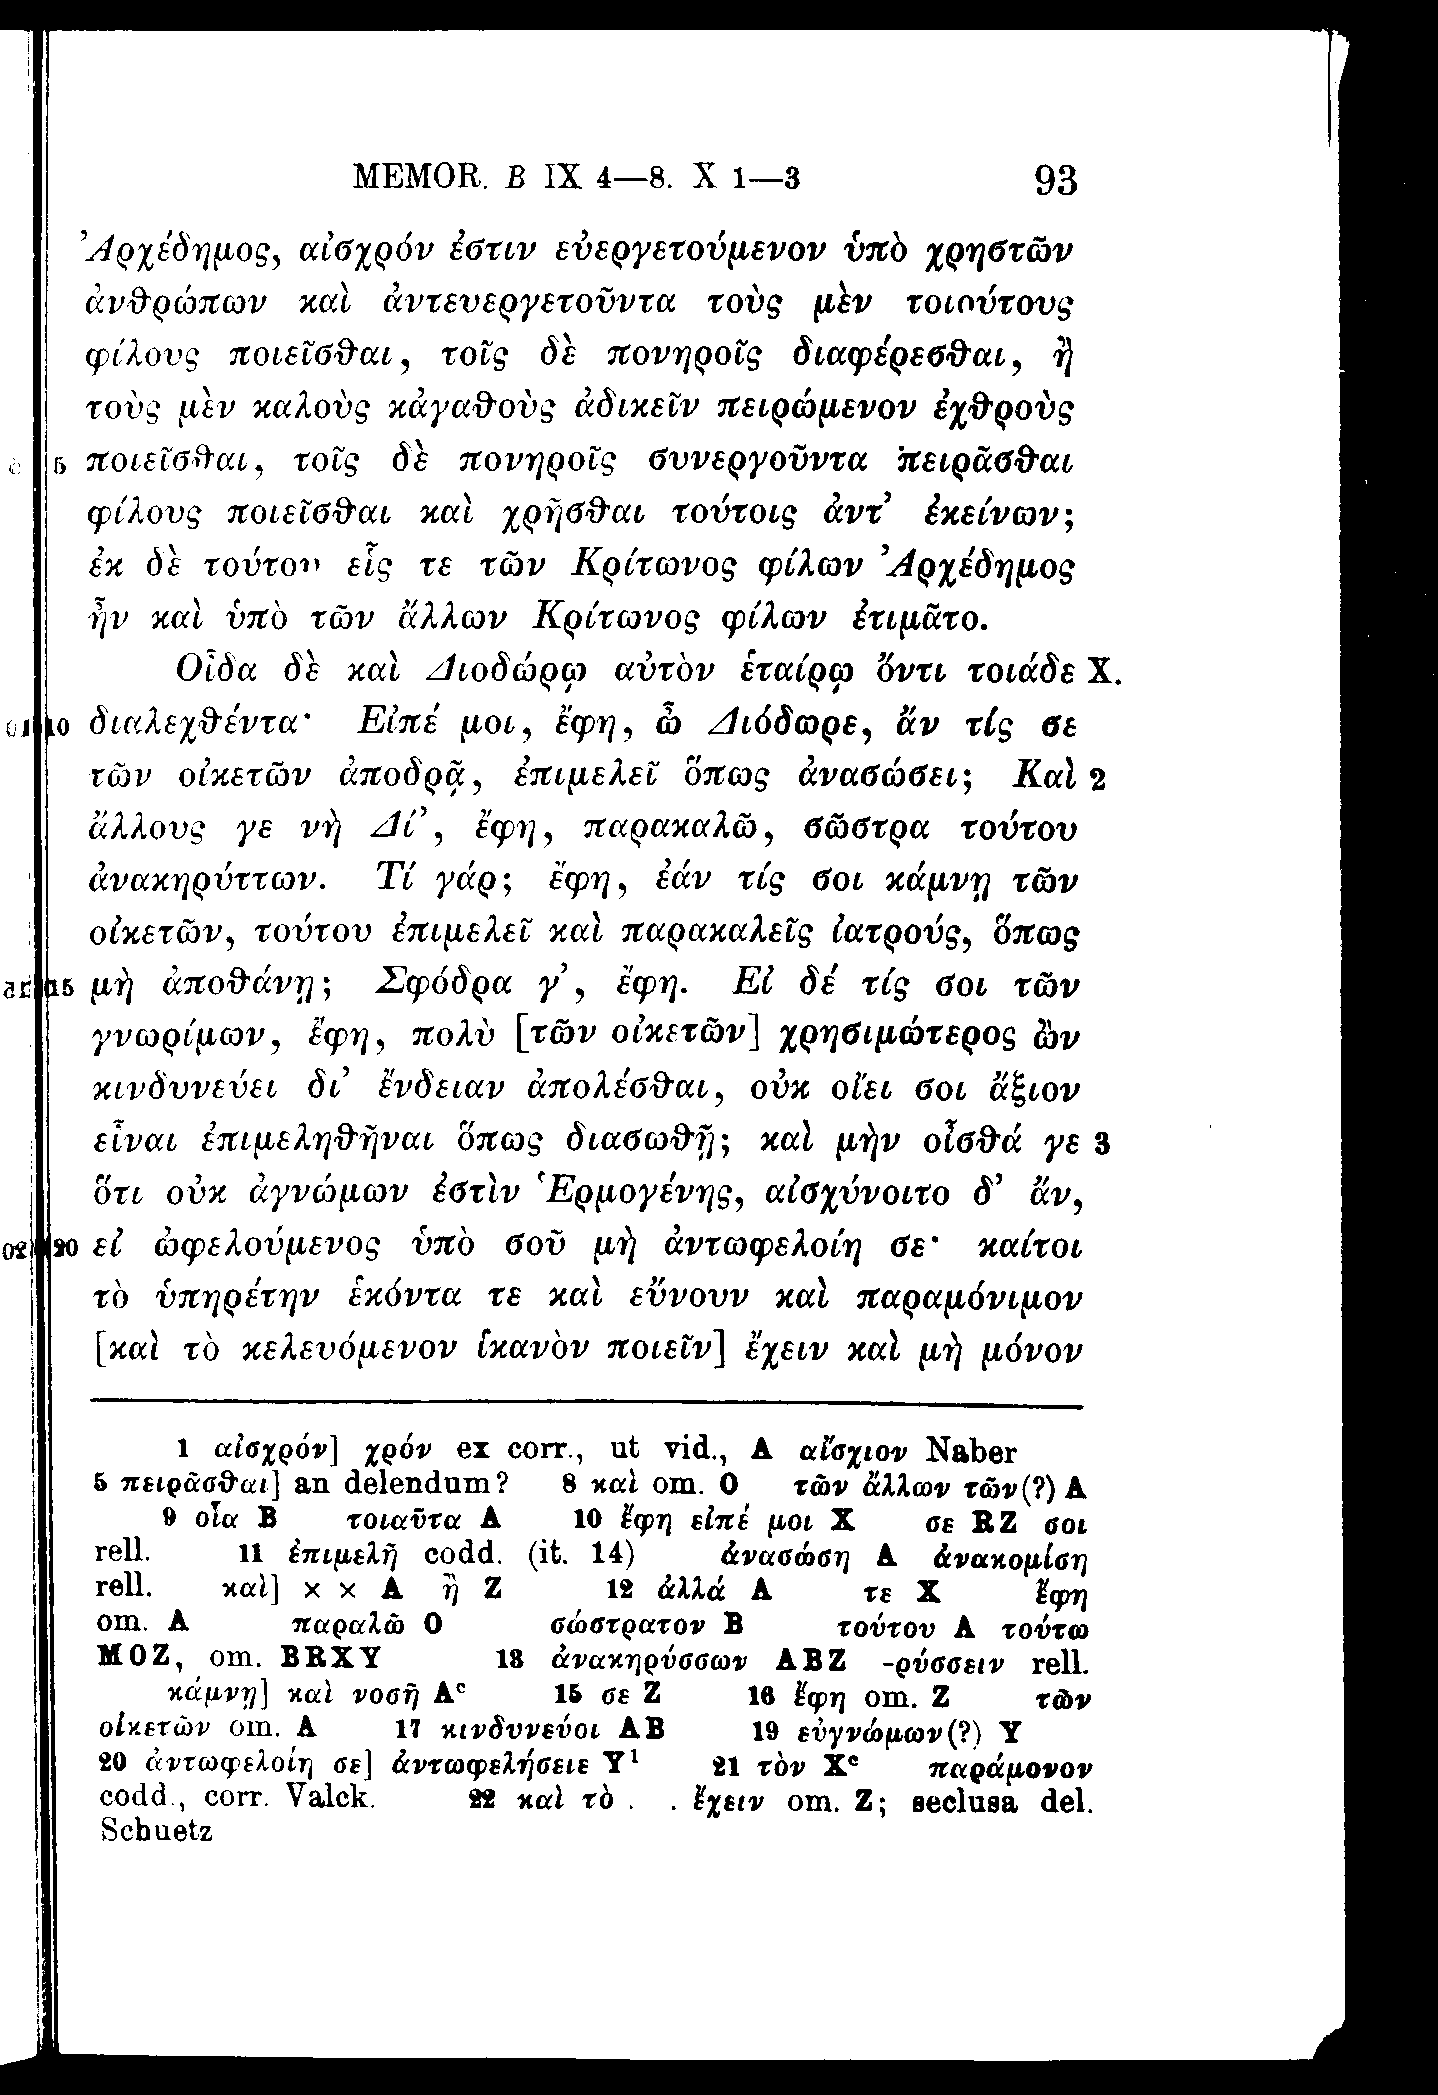 MEMOR. B IX 4—8. X 1—3 93
Ἀρχέδημος, αἰσχρόν ἐστιν εὐεργετούμενον ὑπὸ χρηστῶν
ἀνθρώπων καὶ ἀντευεργετοῦντα τοὺς μὲν τοιούτους
φίλους ποιεῖσθαι, τοῖς δὲ πονηροῖς διαφέρεσθαι, ἢ
τοὺς μὲν καλοὺς κἀγαθοὺς ἀδικεῖν πειρώμενον ἐχθροὺς
5 ποιεῖσθαι, τοῖς δὲ πονηροῖς συνεργοῦντα πειρᾶσθαι
φίλους ποιεῖσθαι καὶ χρῆσθαι τούτοις ἀντ’ ἐκείνων;
ἐκ δὲ τούτου εἷς τε τῶν Κρίτωνος φίλων Ἀρχέδημος
ἦν καὶ ὑπὸ τῶν ἄλλων Κρίτωνος φίλων ἐτιμᾶτο.
Οἶδα δὲ καὶ Διοδώρῳ αὐτὸν ἑταίρῳ ὄντι τοιάδε X.
10 διαλεχθέντα· Εἰπέ μοι, ἔφη, ὦ Διόδωρε, ἄν τίς σε
τῶν οἰκετῶν ἀποδρᾷ, ἐπιμελεῖ ὅπως ἀνασώσει; Καὶ 2
ἄλλους γε νὴ Δί’, ἔφη, παρακαλῶ, σῶστρα τούτου
ἀνακηρύττων. Τί γάρ; ἔφη, ἐάν τίς σοι κάμνῃ τῶν
οἰκετῶν, τούτου ἐπιμελεῖ καὶ παρακαλεῖς ἰατρούς, ὅπως
15 μὴ ἀποθάνῃ; Σφόδρα γ’, ἔφη. Εἰ δέ τίς σοι τῶν
γνωρίμων, ἔφη, πολὺ [τῶν οἰκετῶν] χρησιμώτερος ὢν
κινδυνεύει δι’ ἔνδειαν ἀπολέσθαι, οὐκ οἴει σοι ἄξιον
εἶναι ἐπιμεληθῆναι ὅπως διασωθῇ; καὶ μὴν οἶσθά γε 3
ὅτι οὐκ ἀγνώμων ἐστὶν Ἑρμογένης, αἰσχύνοιτο δ’ ἄν,
20 εἰ ὠφελούμενος ὑπὸ σοῦ μὴ ἀντωφελοίη σε· καίτοι
τὸ ὑπηρέτην ἑκόντα τε καὶ εὔνουν καὶ παραμόνιμον
[καὶ τὸ κελευόμενον ἱκανὸν ποιεῖν] ἔχειν καὶ μὴ μόνον
1 αἰσχρόν] χρόν ex corr., ut vid., A αἴσχιον Naber
5 πειρᾶσθαι] an delendum? 8 καὶ om. O τῶν ἄλλων τῶν(?) A
9 οἷα B τοιαῦτα A 10 ἔφη εἰπέ μοι X σε RZ σοι
rell. 11 ἐπιμελῆ codd. (it. 14) ἀνασώση A ἀνακομίση
rell. καὶ] x x A ἢ Z 12 ἀλλά A τε X ἔφη
om. A παραλῶ O σώστρατον B τούτου A τούτω
MOZ, om. BRXY 13 ἀνακηρύσσων ABZ -ρύσσειν rell.
κάμνῃ] καὶ νοσῆ Aᶜ 15 σε Z 16 ἔφη om. Z τῶν
οἰκετῶν om. A 17 κινδυνεύοι AB 19 εὐγνώμων(?) Y
20 ἀντωφελοίη σε] ἀντωφελήσειε Y¹ 21 τὸν Xᶜ παράμονον
codd., corr. Valck. 22 καὶ τὸ . . ἔχειν om. Z; seclusa del.
Schuetz